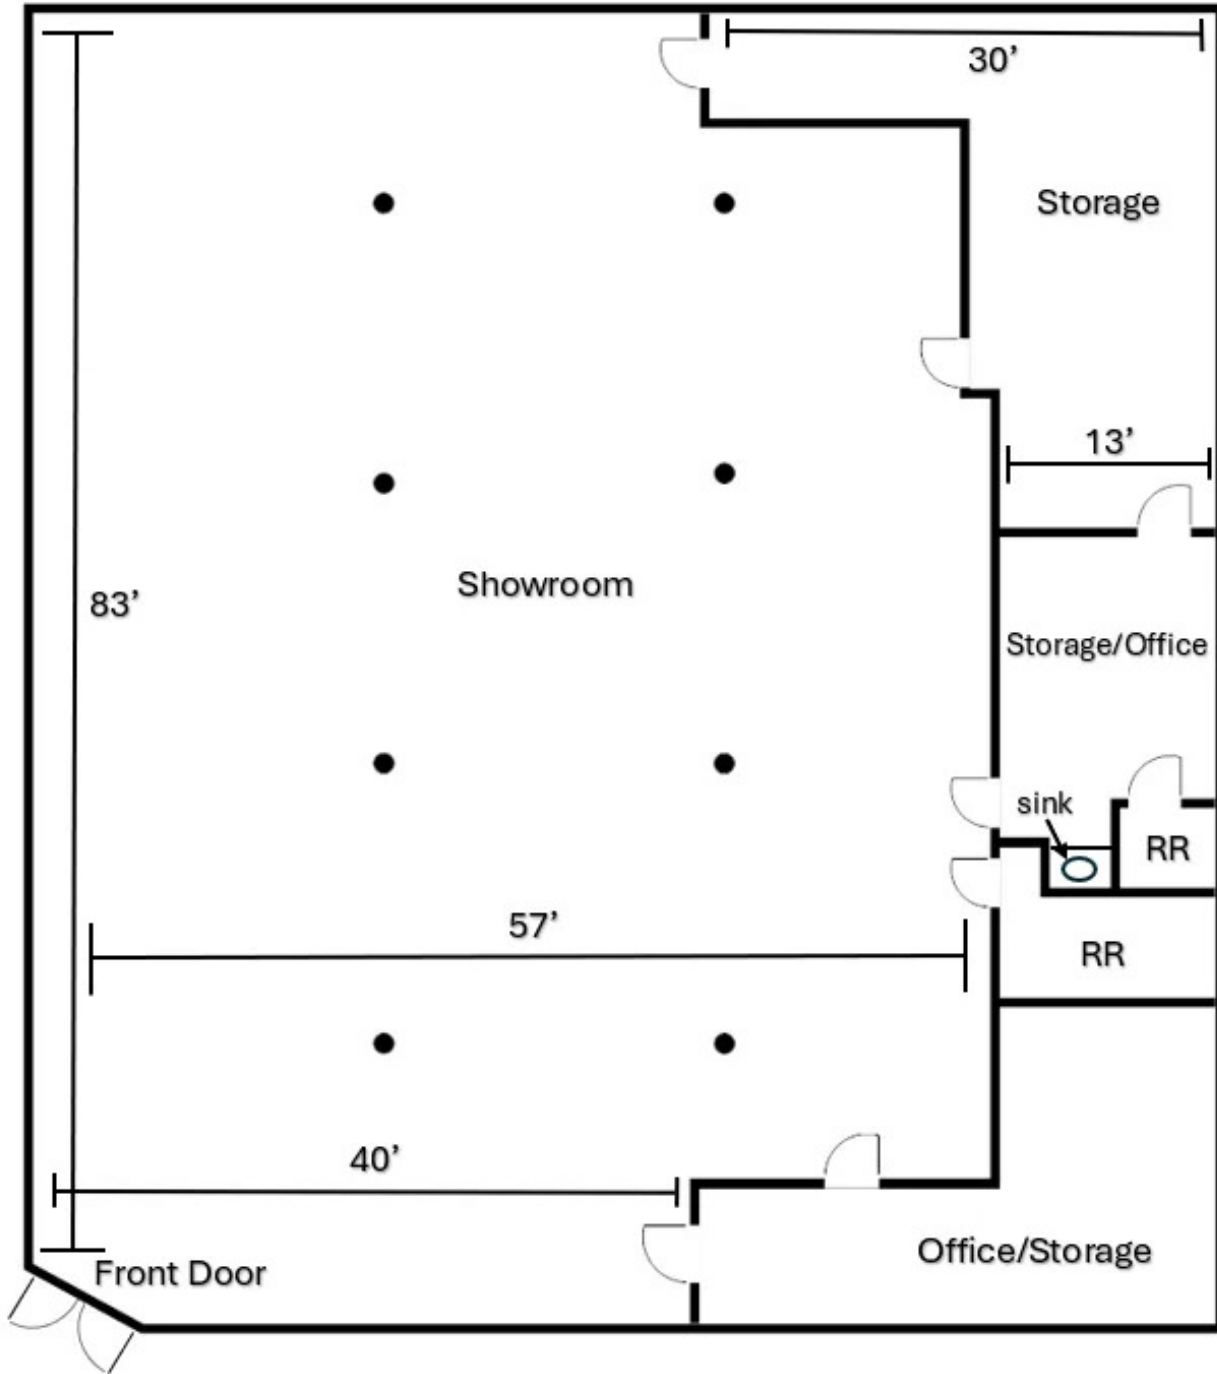 30’
Storage
13’
Showroom
83’
Storage/Office
sink
RR
57’
RR
40’
Office/Storage
Front Door